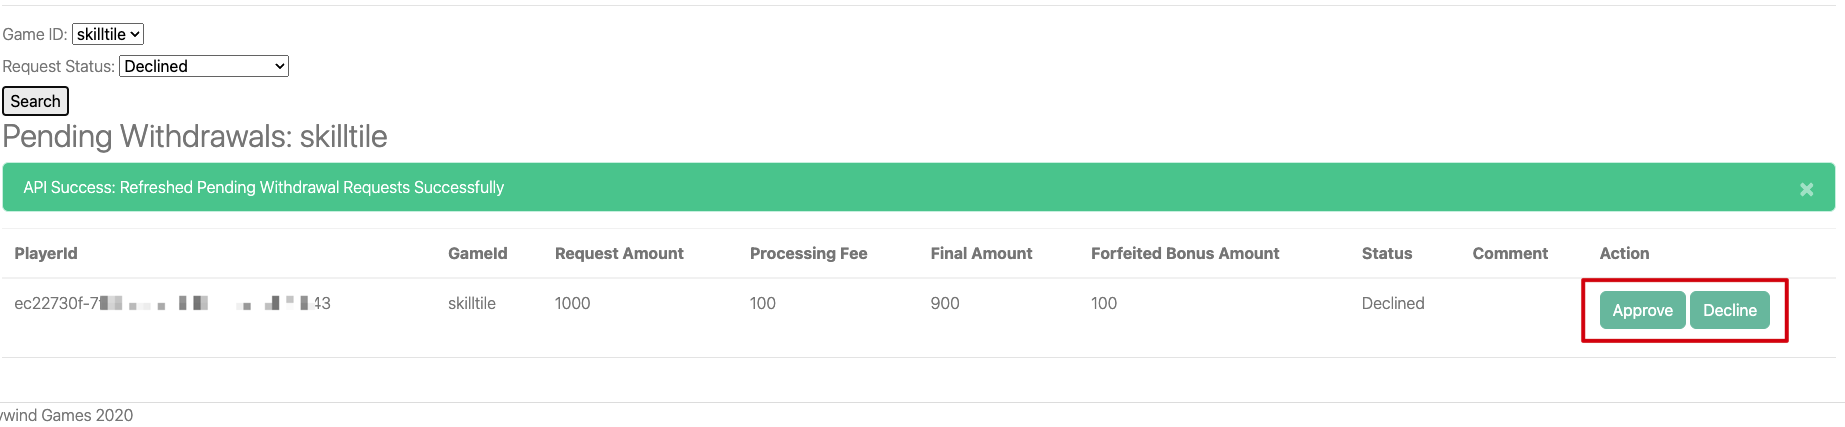 Game ID: skilltile
Request Status: Declined
Search
Pending Withdrawals: skilltile
API Success: Refreshed Pending Withdrawal Requests Successfully ×
PlayerId GameId Request Amount Processing Fee Final Amount Forfeited Bonus Amount Status Comment Action
ec22730f-7 43 skilltile 1000 100 900 100 Declined Approve Decline
wind Games 2020